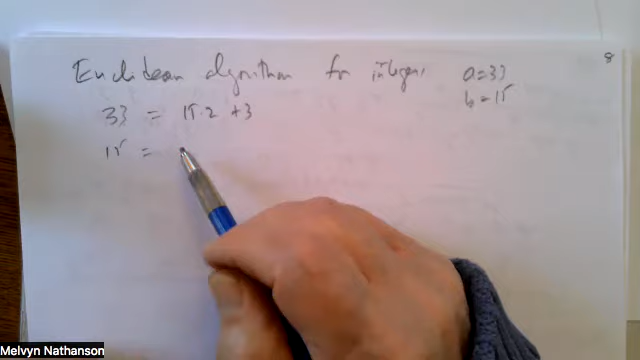 Euclidean algorithm for integers a=33
b=15
33 = 15·2 +3
15 =
8
Melvyn Nathanson